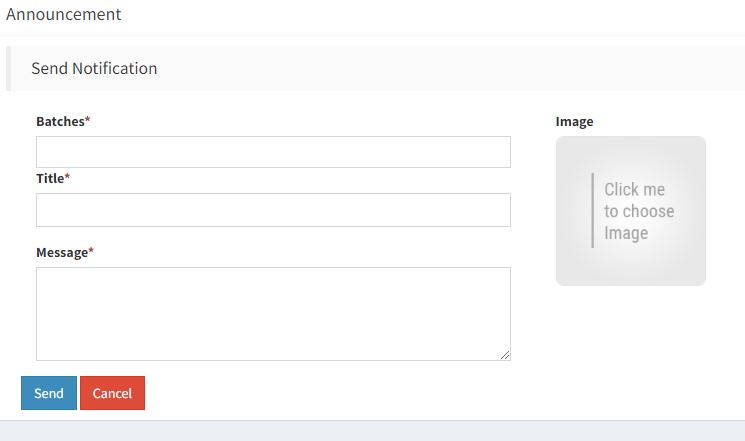 Announcement
Send Notification
Batches*
Image
Click me
to choose
Image
Title*
Message*
Send Cancel